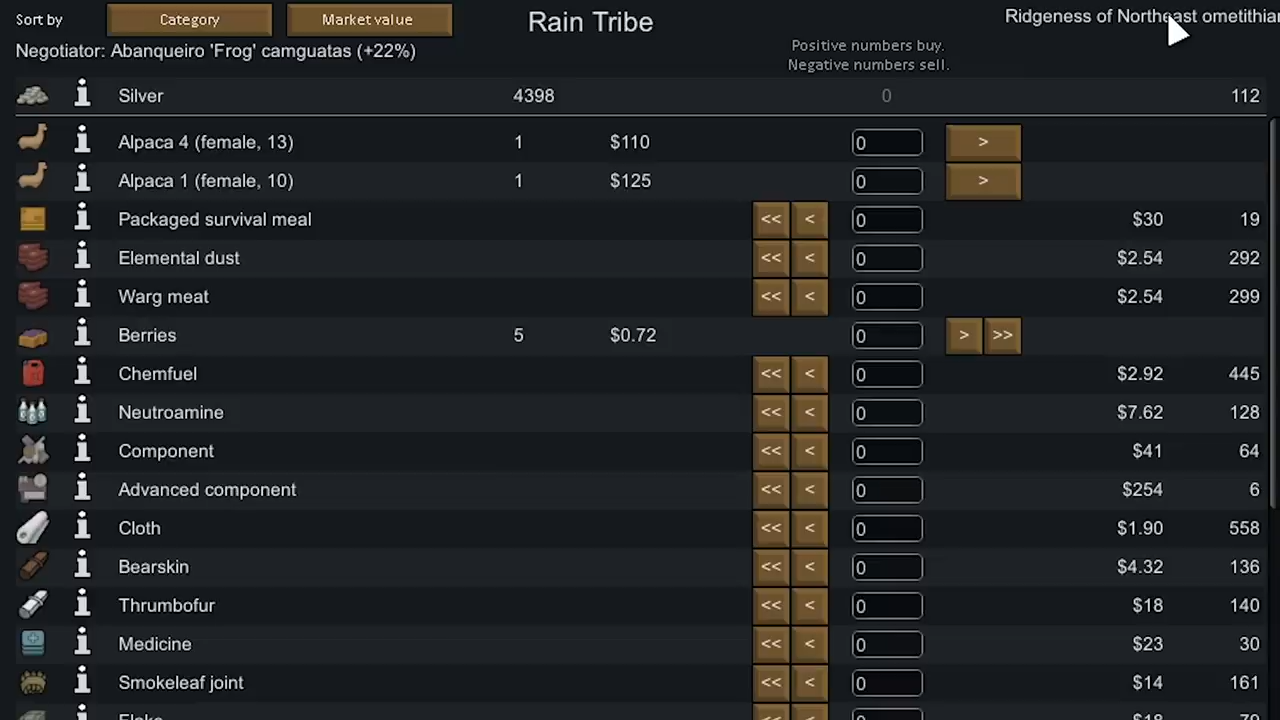 Sort by Category Market value Rain Tribe Ridgeness of Northeast ometithian
Negotiator: Abanqueiro 'Frog' camguatas (+22%) Positive numbers buy.
Negative numbers sell.
Silver 4398 0 112
Alpaca 4 (female, 13) 1 $110 0 >
Alpaca 1 (female, 10) 1 $125 0 >
Packaged survival meal << < 0 $30 19
Elemental dust << < 0 $2.54 292
Warg meat << < 0 $2.54 299
Berries 5 $0.72 0 > >>
Chemfuel << < 0 $2.92 445
Neutroamine << < 0 $7.62 128
Component << < 0 $41 64
Advanced component << < 0 $254 6
Cloth << < 0 $1.90 558
Bearskin << < 0 $4.32 136
Thrumbofur << < 0 $18 140
Medicine << < 0 $23 30
Smokeleaf joint << < 0 $14 161
Flake << < $18 79